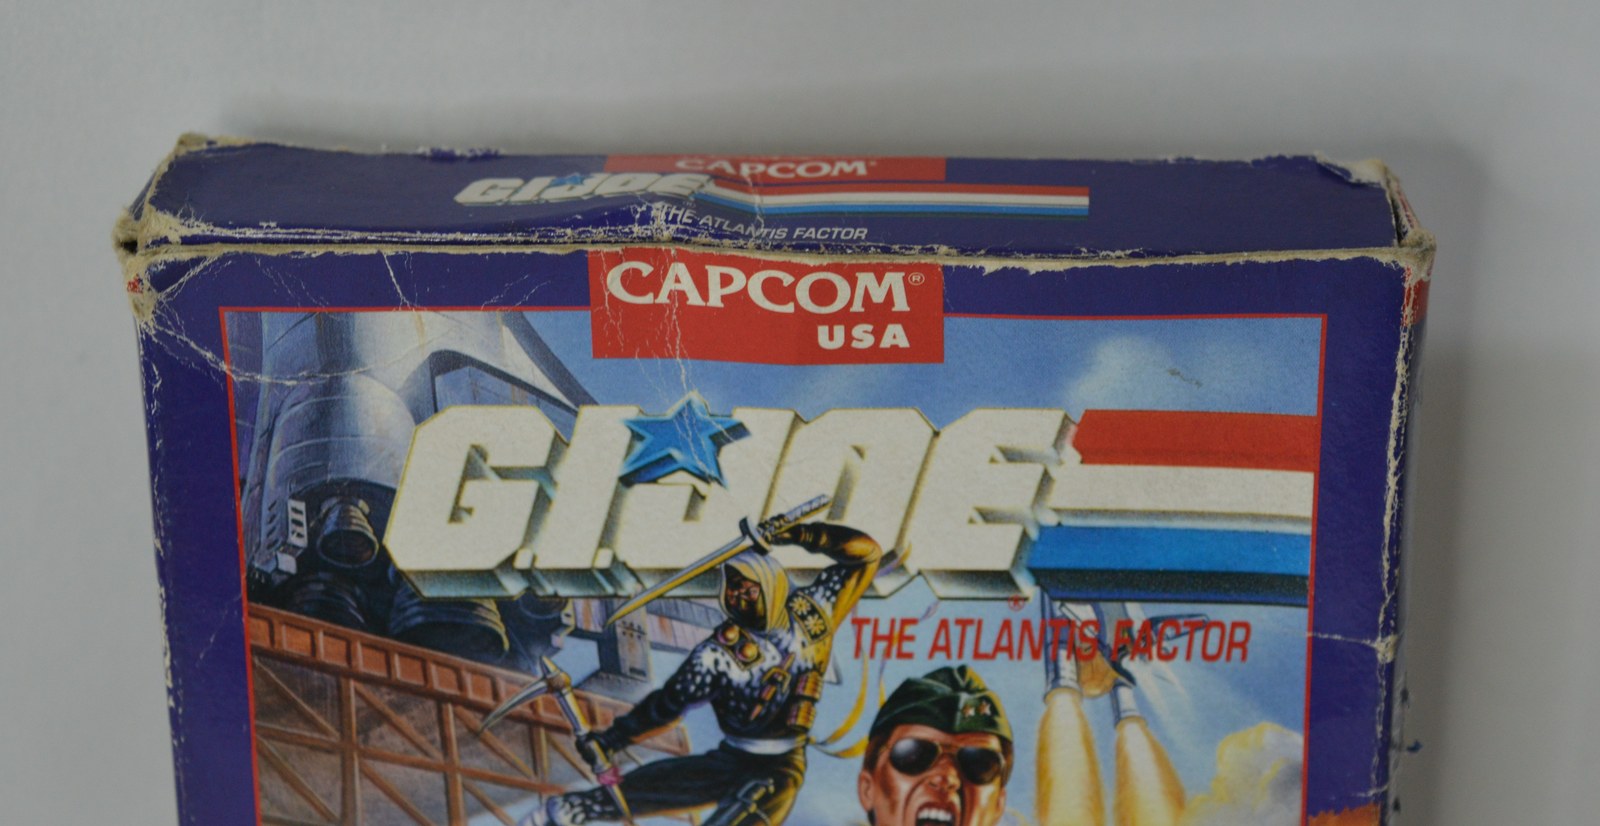 CAPCOM
G.I.JOE
THE ATLANTIS FACTOR
CAPCOM®
USA
G.I.JOE
®
THE ATLANTIS FACTOR